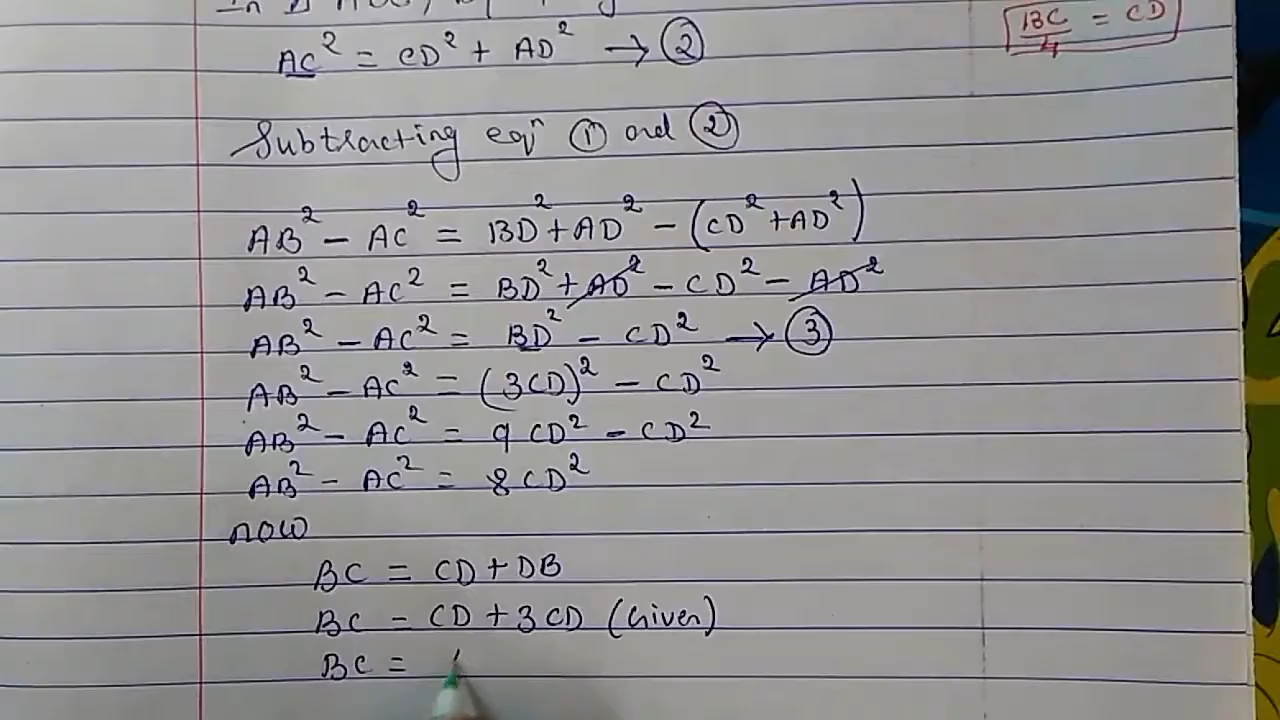 In
BC/4 = CD
AC² = CD² + AD² → ②
Subtracting eqⁿ ① and ②
AB² - AC² = BD² + AD² - (CD² + AD²)
AB² - AC² = BD² + AD² - CD² - AD²
AB² - AC² = BD² - CD² → ③
AB² - AC² = (3CD)² - CD²
AB² - AC² = 9 CD² - CD²
AB² - AC² = 8 CD²
now
BC = CD + DB
BC = CD + 3CD (Given)
BC =